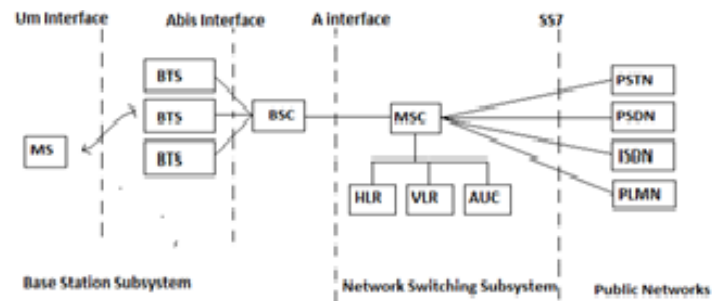 Um Interface
Abis Interface
A interface
SS7
BTS
BTS
BTS
MS
BSC
MSC
HLR
VLR
AUC
PSTN
PSDN
ISDN
PLMN
Base Station Subsystem
Network Switching Subsystem
Public Networks